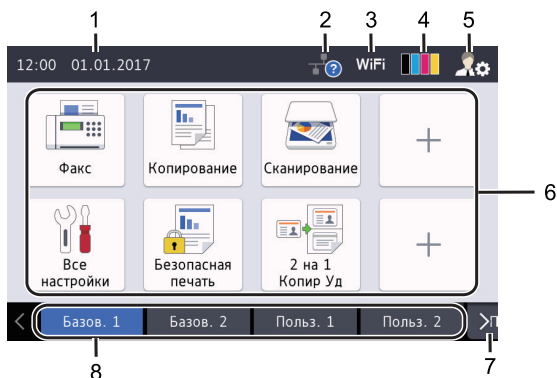 1 2 3 4 5
12:00 01.01.2017 ? WiFi
Факс Копирование Сканирование
6
Все настройки
Безопасная печать
2 на 1 Копир Уд
Базов. 1 Базов. 2 Польз. 1 Польз. 2 П
8 7